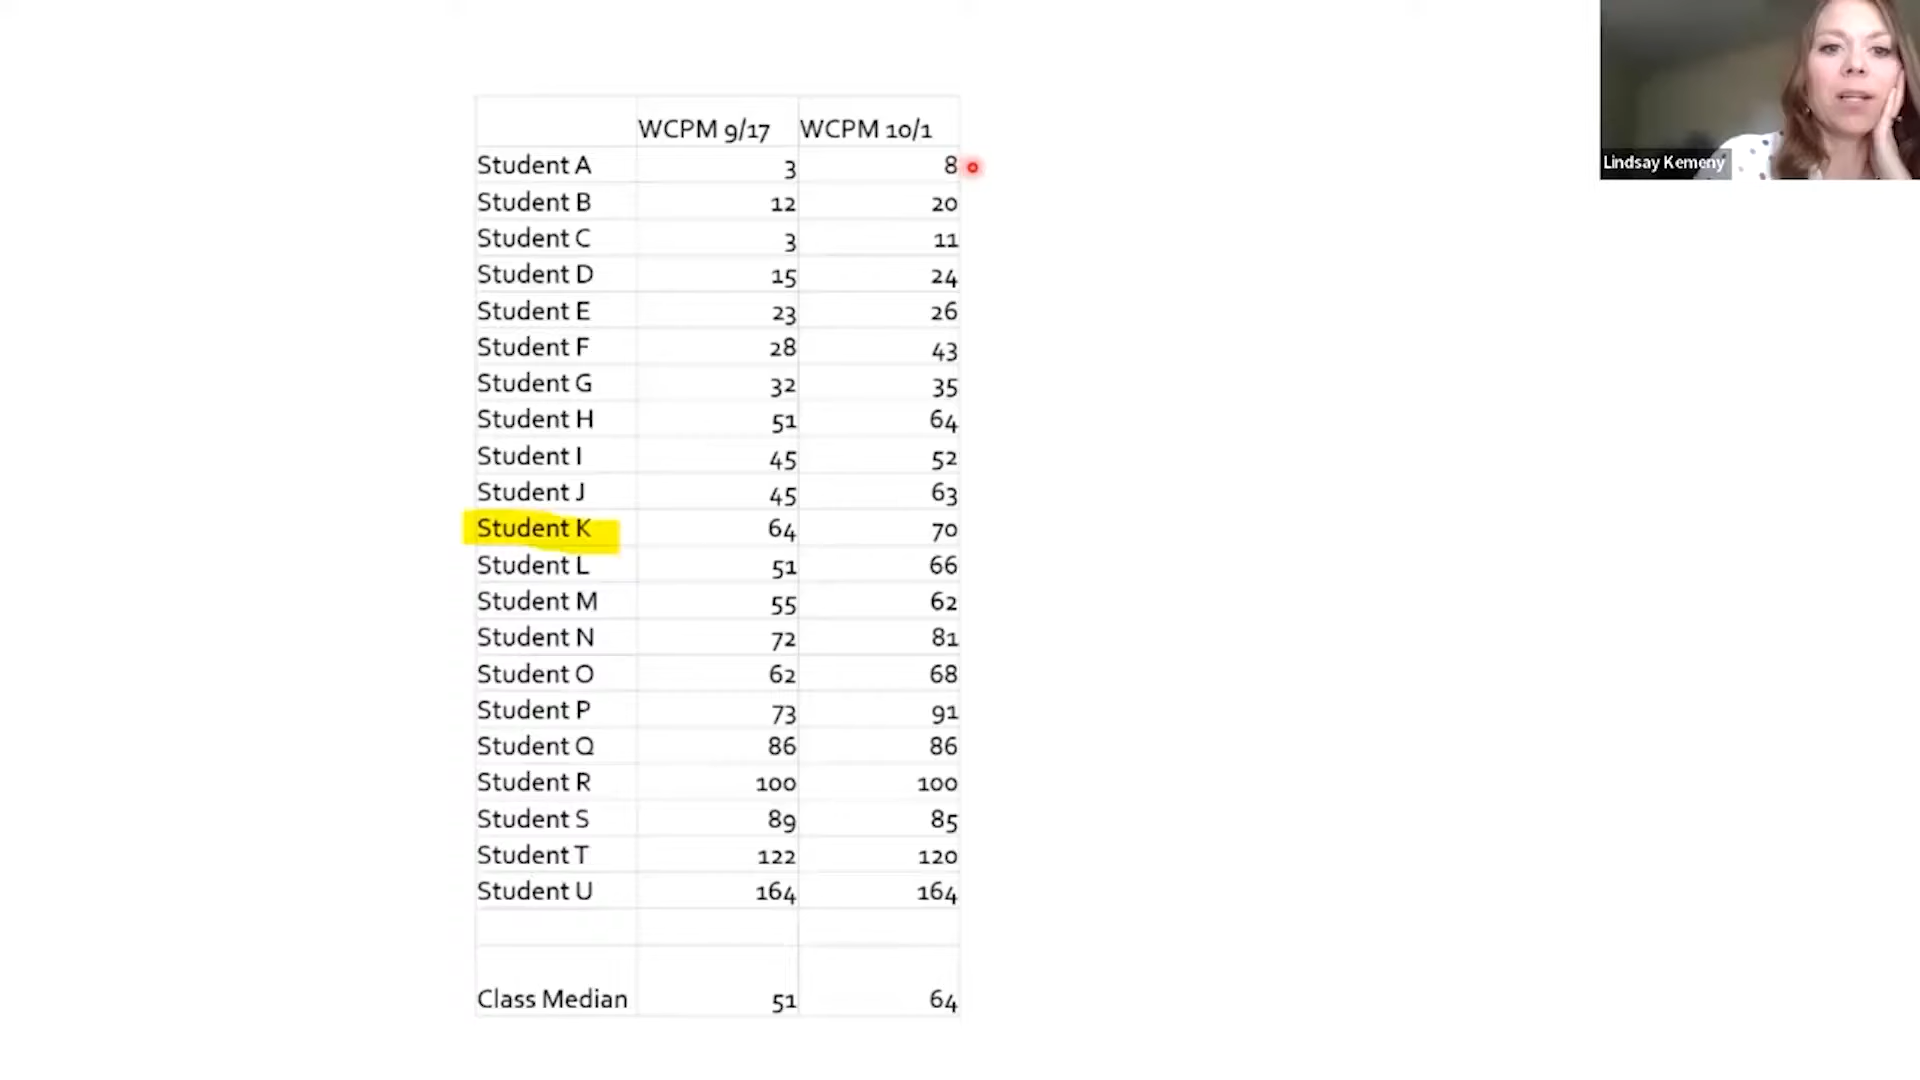 WCPM 9/17 WCPM 10/1
Student A 3 8
Student B 12 20
Student C 3 11
Student D 15 24
Student E 23 26
Student F 28 43
Student G 32 35
Student H 51 64
Student I 45 52
Student J 45 63
Student K 64 70
Student L 51 66
Student M 55 62
Student N 72 81
Student O 62 68
Student P 73 91
Student Q 86 86
Student R 100 100
Student S 89 85
Student T 122 120
Student U 164 164
Class Median 51 64
Lindsay Kemeny